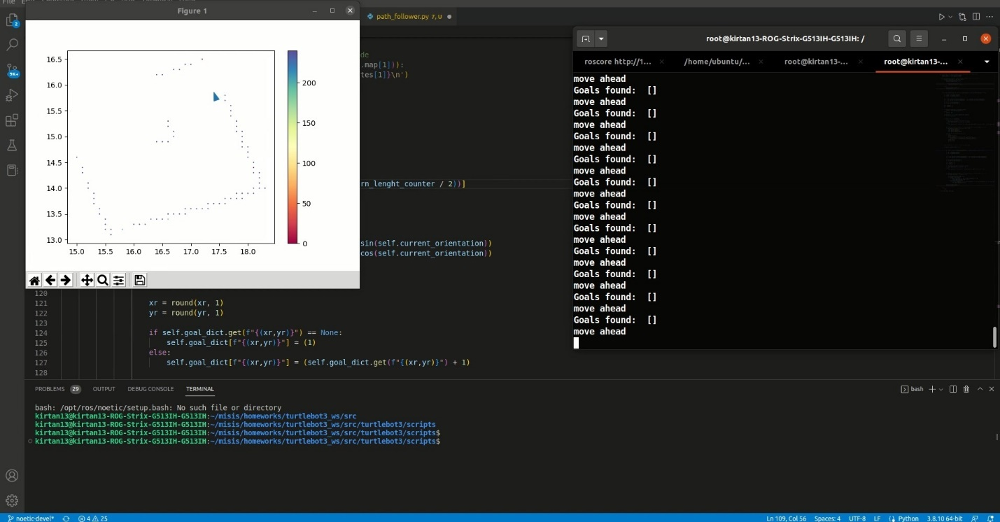 File
Figure 1
path_follower.py 7, U
2
9K+
de
.map[1])):
tes[1]}\n')
16.5
16.0
15.5
15.0
14.5
14.0
13.5
13.0
15.0 15.5 16.0 16.5 17.0 17.5 18.0
200
150
100
50
0
rn_lenght_counter / 2))]
sin(self.current_orientation))
cos(self.current_orientation))
120
121 xr = round(xr, 1)
122 yr = round(yr, 1)
123
124 if self.goal_dict.get(f"{(xr,yr)}") == None:
125 self.goal_dict[f"{(xr,yr)}"] = (1)
126 else:
127 self.goal_dict[f"{(xr,yr)}"] = (self.goal_dict.get(f"{(xr,yr)}") + 1)
128
root@kirtan13-ROG-Strix-G513IH-G513IH: /
roscore http://1... /home/ubuntu/... root@kirtan13-... root@kirtan13-...
move ahead
Goals found: []
move ahead
Goals found: []
move ahead
Goals found: []
move ahead
Goals found: []
move ahead
Goals found: []
move ahead
Goals found: []
move ahead
Goals found: []
move ahead
Goals found: []
move ahead
Goals found: []
move ahead
Goals found: []
move ahead
Goals found: []
move ahead
PROBLEMS 29 OUTPUT DEBUG CONSOLE TERMINAL
bash
bash: /opt/ros/noetic/setup.bash: No such file or directory
kirtan13@kirtan13-ROG-Strix-G513IH-G513IH:~/misis/homeworks/turtlebot3_ws/src
kirtan13@kirtan13-ROG-Strix-G513IH-G513IH:~/misis/homeworks/turtlebot3_ws/src/turtlebot3/scripts
kirtan13@kirtan13-ROG-Strix-G513IH-G513IH:~/misis/homeworks/turtlebot3_ws/src/turtlebot3/scripts$
kirtan13@kirtan13-ROG-Strix-G513IH-G513IH:~/misis/homeworks/turtlebot3_ws/src/turtlebot3/scripts$
noetic-devel* 4 25 Ln 109, Col 56 Spaces: 4 UTF-8 LF Python 3.8.10 64-bit